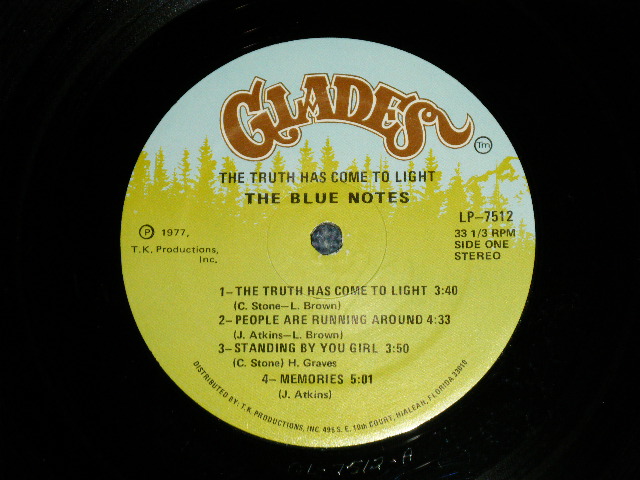 GLADES
TM
THE TRUTH HAS COME TO LIGHT
THE BLUE NOTES
LP-7512
33 1/3 RPM
SIDE ONE
STEREO
Ⓟ 1977,
T.K. Productions,
Inc.
1- THE TRUTH HAS COME TO LIGHT 3:40
(C. Stone-L. Brown)
2- PEOPLE ARE RUNNING AROUND 4:33
(J. Atkins-L. Brown)
3- STANDING BY YOU GIRL 3:50
(C. Stone) H. Graves
4- MEMORIES 5:01
(J. Atkins)
DISTRIBUTED BY: T.K. PRODUCTIONS, INC. 495 S.E. 10th COURT, HIALEAH, FLORIDA 33010